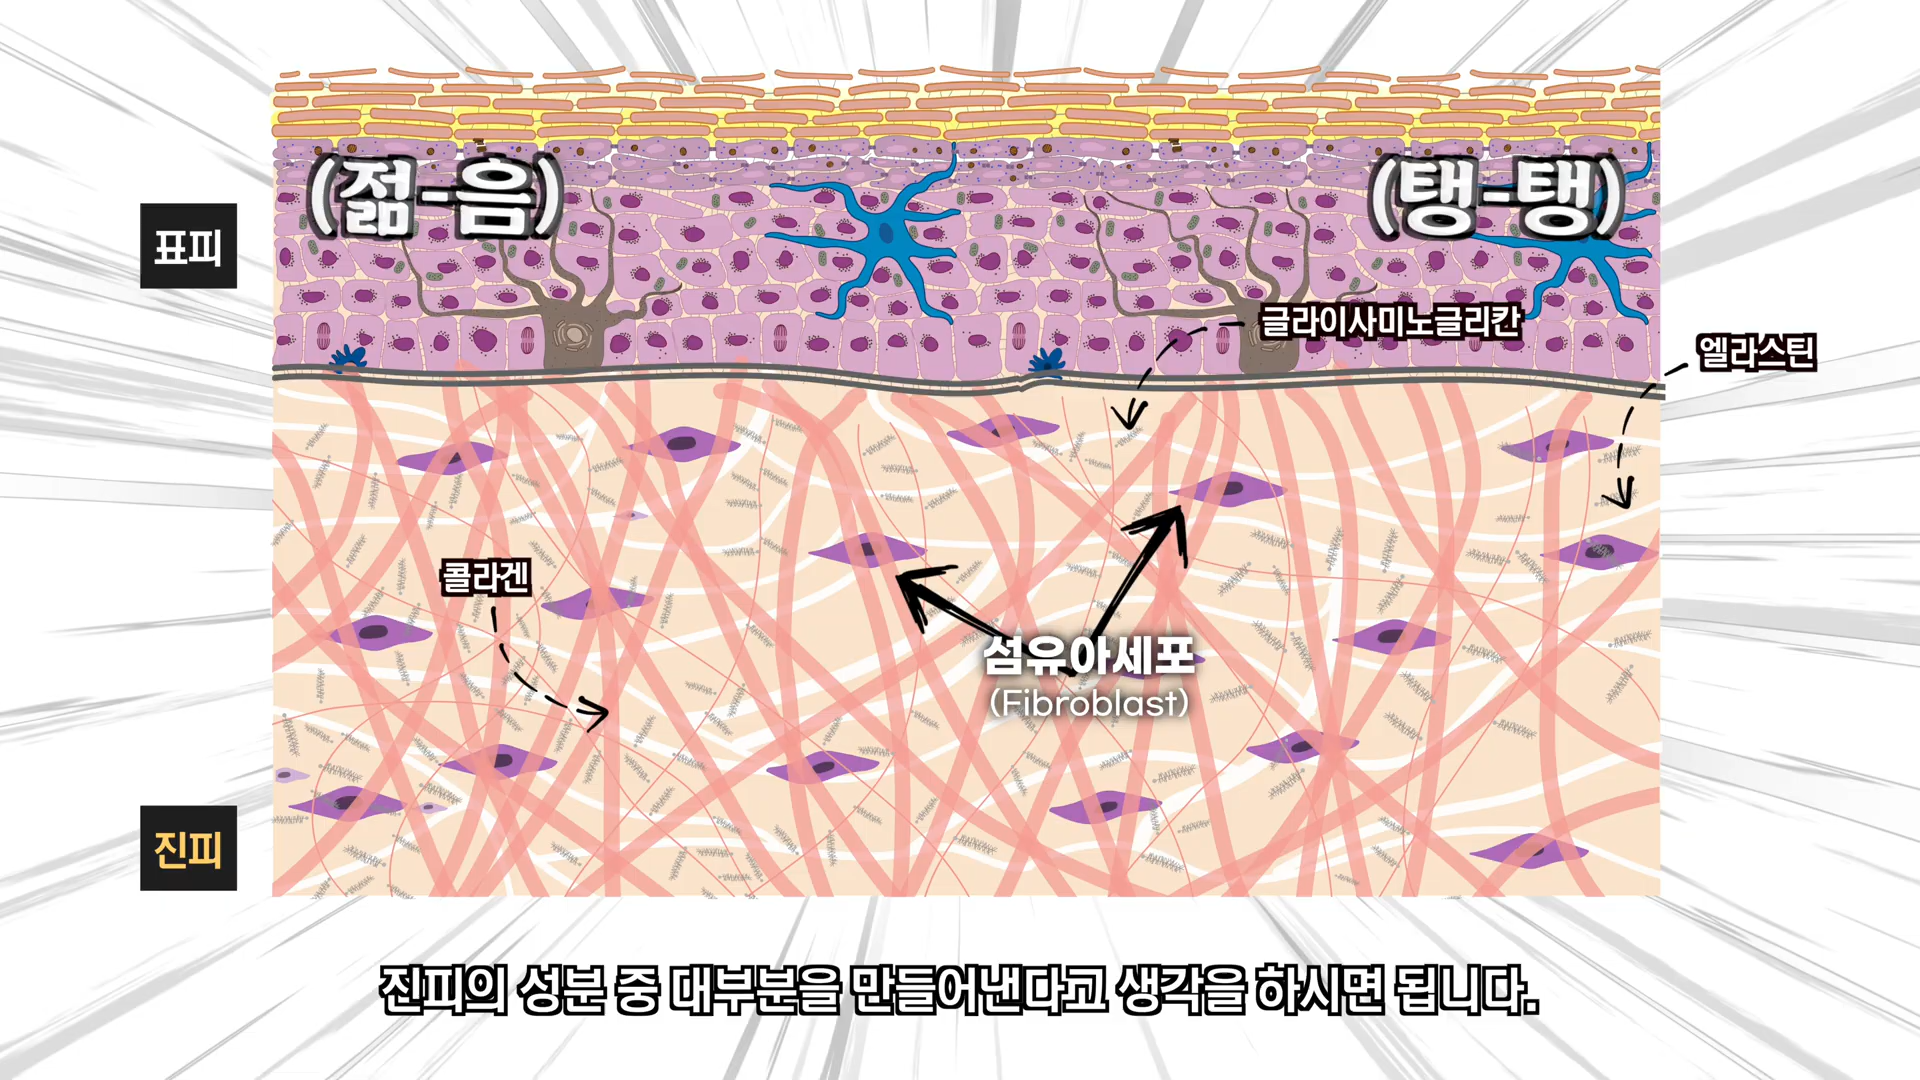 (젊-음)
(탱-탱)
표피
글라이사미노글리칸
엘라스틴
콜라겐
섬유아세포
(Fibroblast)
진피
진피의 성분 중 대부분을 만들어낸다고 생각을 하시면 됩니다.